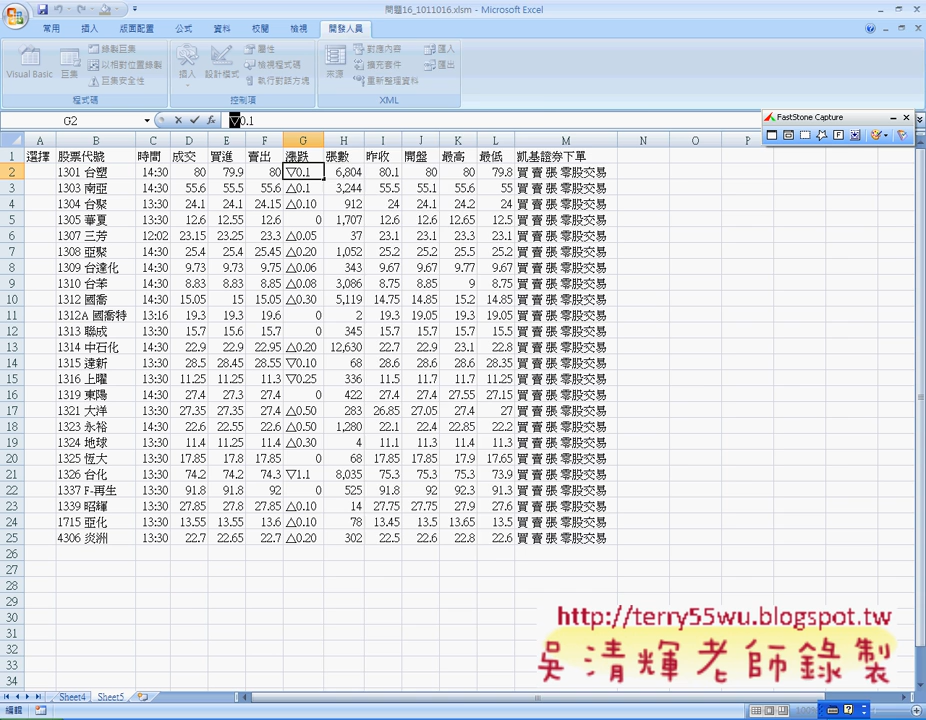 問題16_1011016.xlsm - Microsoft Excel
常用 插入 版面配置 公式 資料 校閱 檢視 開發人員
Visual Basic 巨集 錄製巨集 以相對位置錄製 巨集安全性 插入 設計模式 屬性 檢視程式碼 執行對話方塊 來源 對應內容 擴充套件 重新整理資料 匯入 匯出
程式碼 控制項 XML
G2 fx ▽0.1
FastStone Capture
A B C D E F G H I J K L M N O P
1 選擇 股票代號 時間 成交 買進 賣出 漲跌 張數 昨收 開盤 最高 最低 凱基證券下單
2 1301 台塑 14:30 80 79.9 80 ▽0.1 6,804 80.1 80 80 79.8 買 賣 張 零股交易
3 1303 南亞 14:30 55.6 55.5 55.6 △0.1 3,244 55.5 55.1 55.6 55 買 賣 張 零股交易
4 1304 台聚 13:30 24.1 24.1 24.15 △0.10 912 24 24.1 24.2 24 買 賣 張 零股交易
5 1305 華夏 13:30 12.6 12.55 12.6 0 1,707 12.6 12.6 12.65 12.5 買 賣 張 零股交易
6 1307 三芳 12:02 23.15 23.25 23.3 △0.05 37 23.1 23.1 23.3 23.1 買 賣 張 零股交易
7 1308 亞聚 14:30 25.4 25.4 25.45 △0.20 1,052 25.2 25.2 25.5 25.2 買 賣 張 零股交易
8 1309 台達化 14:30 9.73 9.73 9.75 △0.06 343 9.67 9.67 9.77 9.67 買 賣 張 零股交易
9 1310 台苯 14:30 8.83 8.83 8.85 △0.08 3,086 8.75 8.85 9 8.75 買 賣 張 零股交易
10 1312 國喬 14:30 15.05 15 15.05 △0.30 5,119 14.75 14.85 15.2 14.85 買 賣 張 零股交易
11 1312A 國喬特 13:16 19.3 19.3 19.6 0 2 19.3 19.05 19.3 19.05 買 賣 張 零股交易
12 1313 聯成 13:30 15.7 15.6 15.7 0 345 15.7 15.7 15.7 15.5 買 賣 張 零股交易
13 1314 中石化 14:30 22.9 22.9 22.95 △0.20 12,630 22.7 22.9 23.1 22.8 買 賣 張 零股交易
14 1315 達新 13:30 28.5 28.45 28.55 ▽0.10 68 28.6 28.6 28.6 28.35 買 賣 張 零股交易
15 1316 上曜 13:30 11.25 11.25 11.3 ▽0.25 336 11.5 11.7 11.7 11.25 買 賣 張 零股交易
16 1319 東陽 13:30 27.4 27.3 27.4 0 422 27.4 27.4 27.55 27.15 買 賣 張 零股交易
17 1321 大洋 13:30 27.35 27.35 27.4 △0.50 283 26.85 27.05 27.4 27 買 賣 張 零股交易
18 1323 永裕 14:30 22.6 22.55 22.6 △0.50 1,280 22.1 22.4 22.85 22.2 買 賣 張 零股交易
19 1324 地球 13:30 11.4 11.25 11.4 △0.30 4 11.1 11.3 11.4 11.3 買 賣 張 零股交易
20 1325 恆大 13:30 17.85 17.8 17.85 0 68 17.85 17.85 17.9 17.65 買 賣 張 零股交易
21 1326 台化 14:30 74.2 74.2 74.3 ▽1.1 8,035 75.3 75.3 75.3 73.9 買 賣 張 零股交易
22 1337 F-再生 13:30 91.8 91.8 92 0 525 91.8 92 92.3 91.3 買 賣 張 零股交易
23 1339 昭輝 13:30 27.85 27.8 27.85 △0.10 14 27.75 27.75 27.9 27.6 買 賣 張 零股交易
24 1715 亞化 13:30 13.55 13.55 13.6 △0.10 78 13.45 13.5 13.65 13.5 買 賣 張 零股交易
25 4306 炎洲 13:30 22.7 22.65 22.7 △0.20 302 22.5 22.6 22.8 22.6 買 賣 張 零股交易
26
27
28
29
30
31
32
33
34
http://terry55wu.blogspot.tw
吳清輝老師錄製
Sheet4 Sheet5
編輯 100%